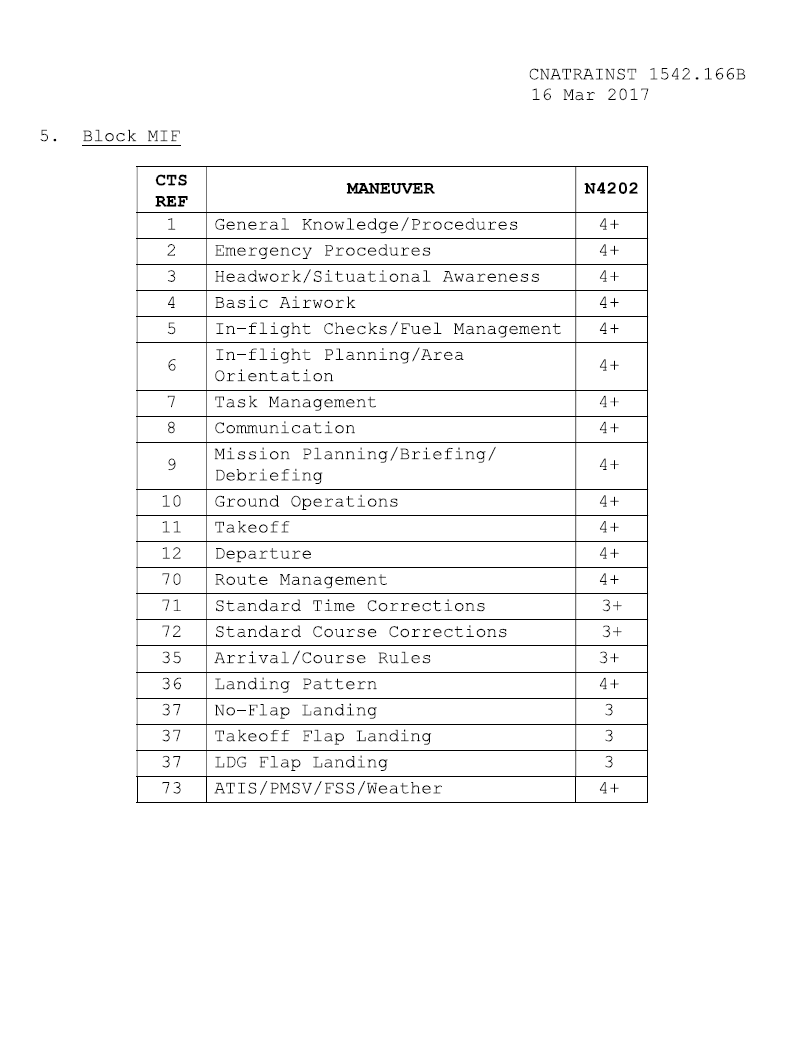 CNATRAINST 1542.166B
16 Mar 2017
5. Block MIF
CTS REF MANEUVER N4202
1 General Knowledge/Procedures 4+
2 Emergency Procedures 4+
3 Headwork/Situational Awareness 4+
4 Basic Airwork 4+
5 In-flight Checks/Fuel Management 4+
6 In-flight Planning/Area
Orientation 4+
7 Task Management 4+
8 Communication 4+
9 Mission Planning/Briefing/
Debriefing 4+
10 Ground Operations 4+
11 Takeoff 4+
12 Departure 4+
70 Route Management 4+
71 Standard Time Corrections 3+
72 Standard Course Corrections 3+
35 Arrival/Course Rules 3+
36 Landing Pattern 4+
37 No-Flap Landing 3
37 Takeoff Flap Landing 3
37 LDG Flap Landing 3
73 ATIS/PMSV/FSS/Weather 4+